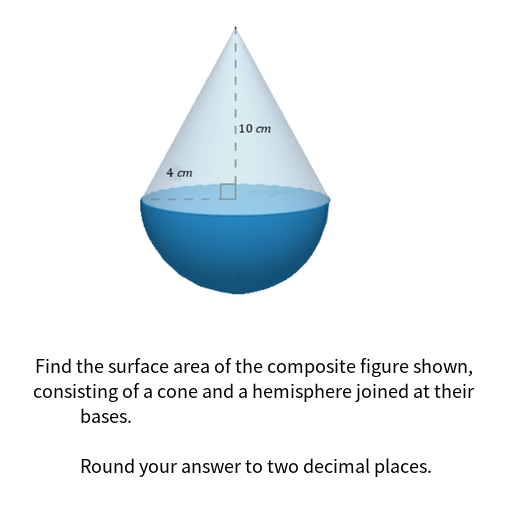 10 cm
4 cm
Find the surface area of the composite figure shown,
consisting of a cone and a hemisphere joined at their
bases.
Round your answer to two decimal places.